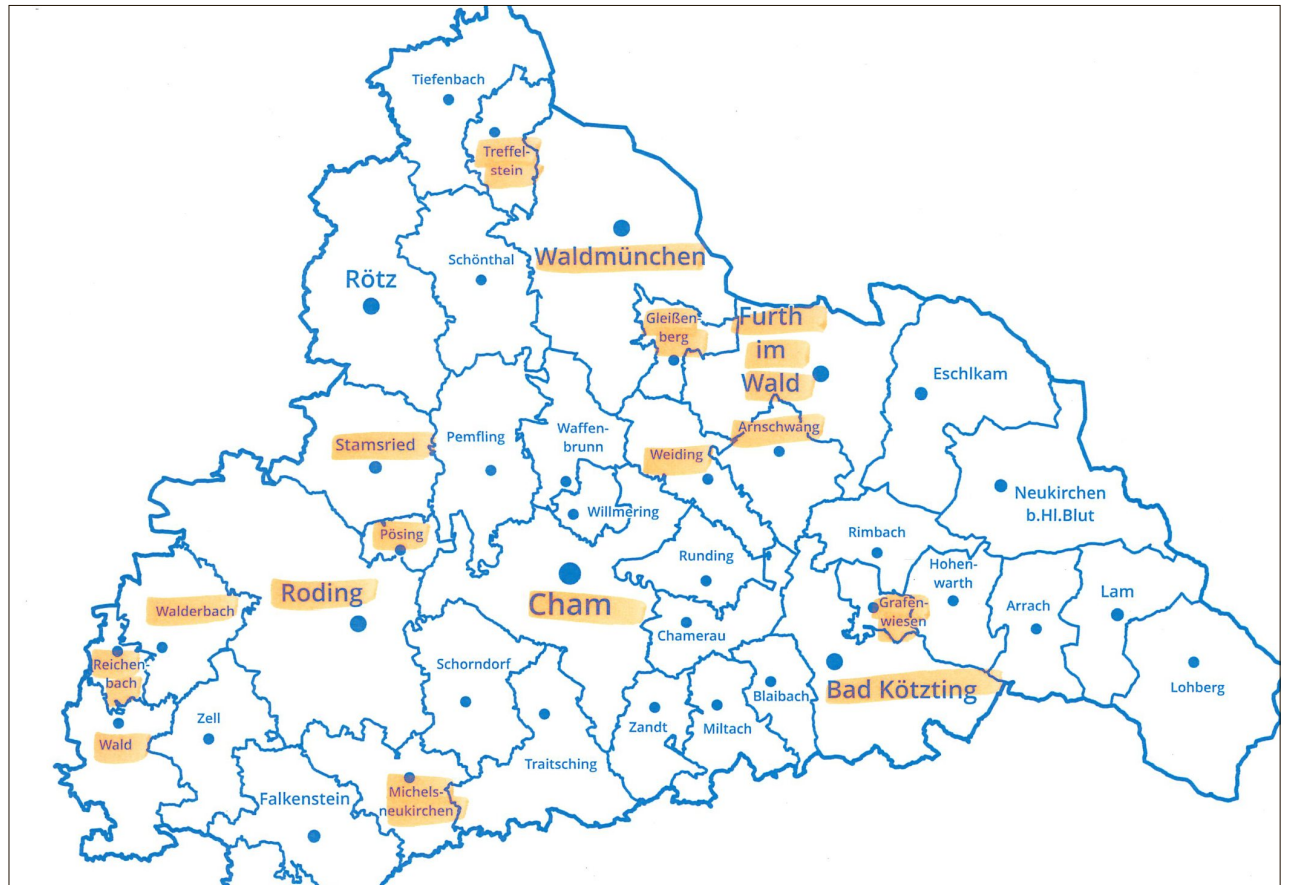 Tiefenbach
Treffel-
stein
Waldmünchen
Schönthal
Rötz
Gleißen-
berg
Furth
im
Wald
Eschlkam
Stamsried
Pemfling
Waffen-
brunn
Weiding
Arnschwang
Neukirchen
b.Hl.Blut
Willmering
Pösing
Rimbach
Runding
Hohen-
warth
Roding
Walderbach
Cham
Chamerau
Grafen-
wiesen
Arrach
Lam
Reichen-
bach
Schorndorf
Bad Kötzting
Lohberg
Zell
Zandt
Miltach
Blaibach
Wald
Traitsching
Falkenstein
Michels-
neukirchen